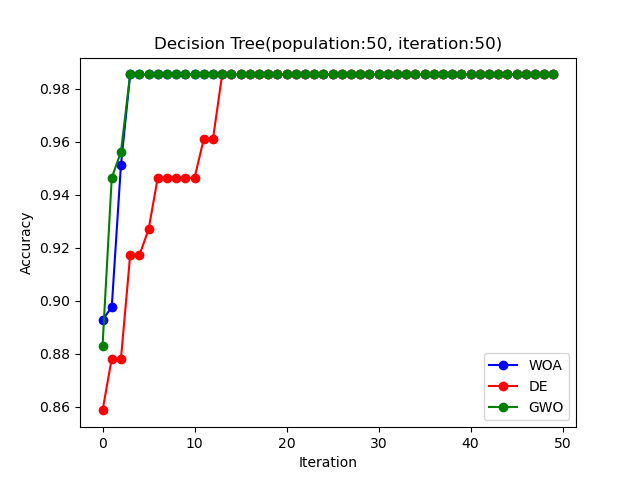 Decision Tree(population:50, iteration:50)
Accuracy
0.98
0.96
0.94
0.92
0.90
0.88
0.86
0 10 20 30 40 50
Iteration
WOA
DE
GWO